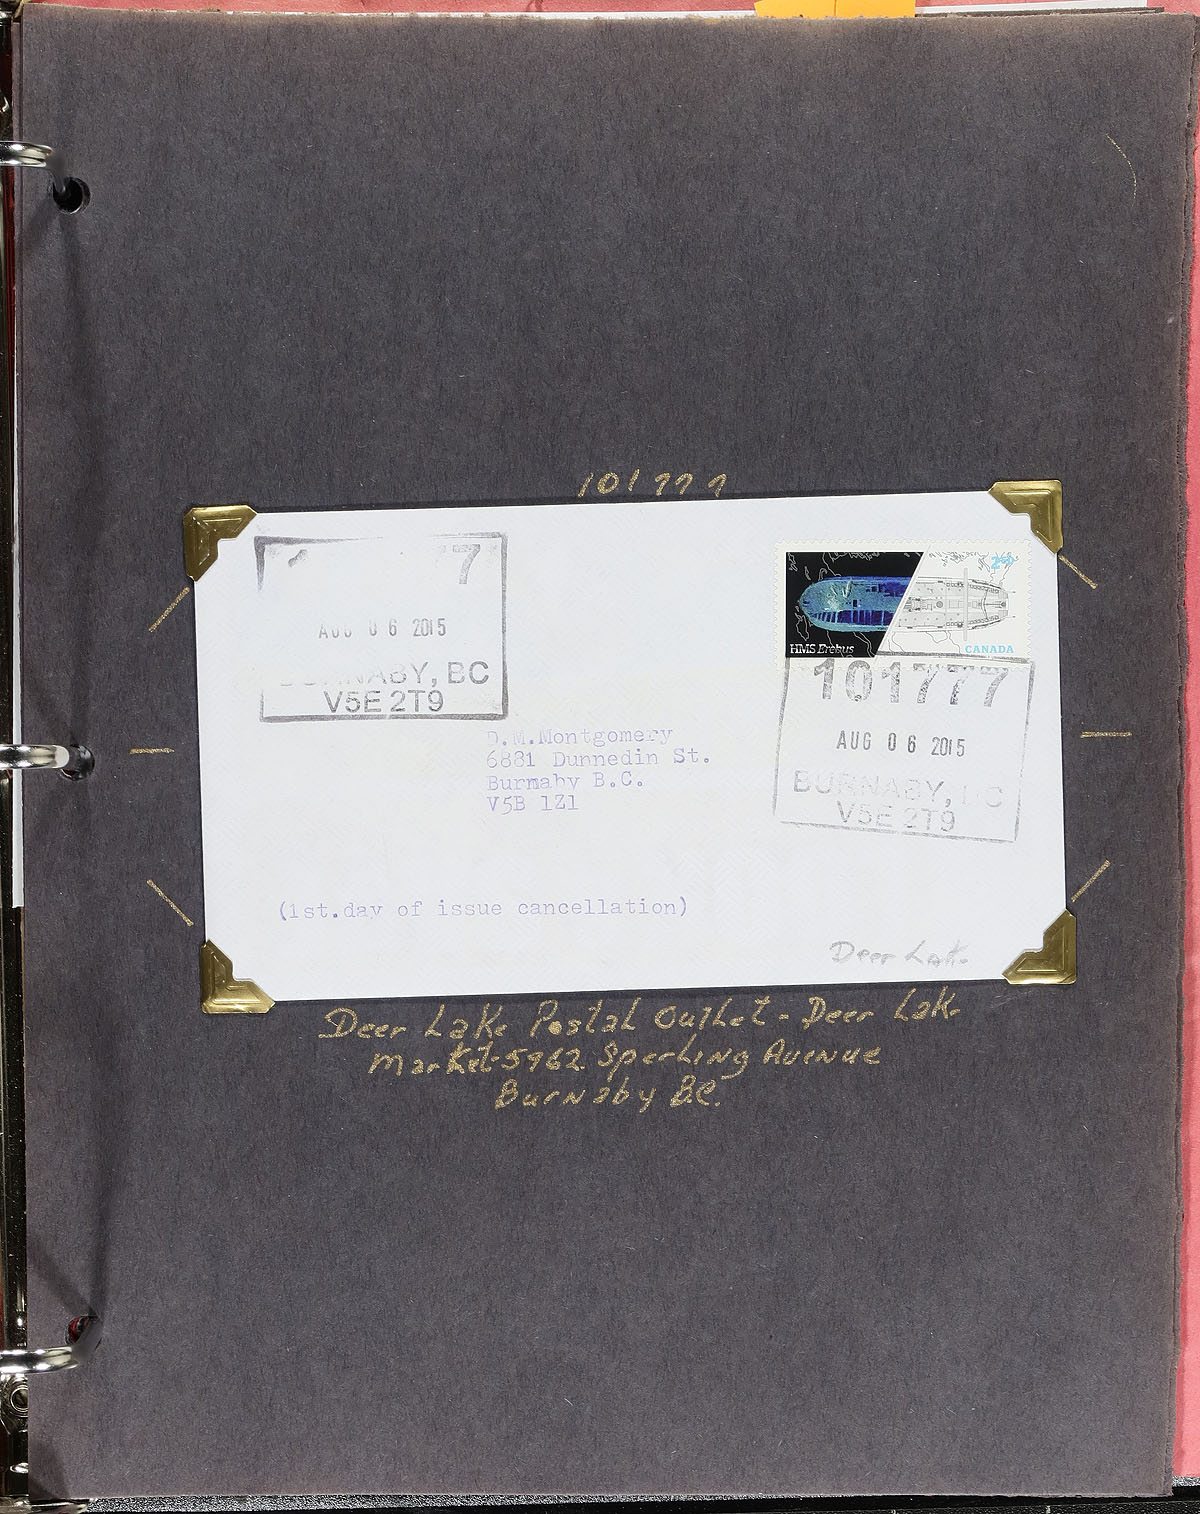 101777
7
AUG 06 2015
BURNABY, BC
V5E 2T9
HMS Erebus
CANADA
101777
AUG 06 2015
BURNABY, BC
V5E 2T9
D.M.Montgomery
6881 Dunnedin St.
Burnaby B.C.
V5B 1Z1
(1st.day of issue cancellation)
Deer Lake
Deer Lake Postal Outlet - Deer Lake
Market-5962 Sperling Avenue
Burnaby BC.